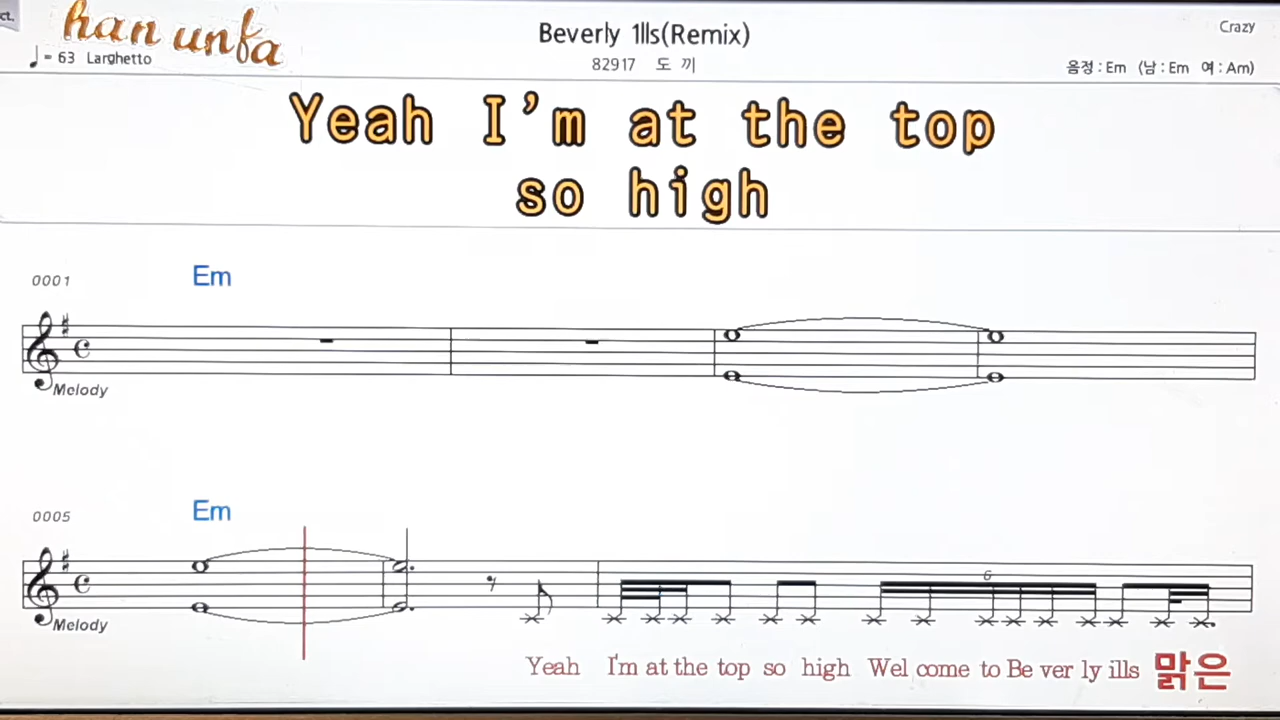 ct.
han unfa
Beverly 1lls(Remix)
Crazy
♩= 63 Larghetto
82917 도 끼
음정 : Em (남 : Em 여 : Am)
Yeah I'm at the top
so high
0001
Em
Melody
0005
Em
6
Melody
Yeah I'm at the top so high Wel come to Be ver ly ills 맑은